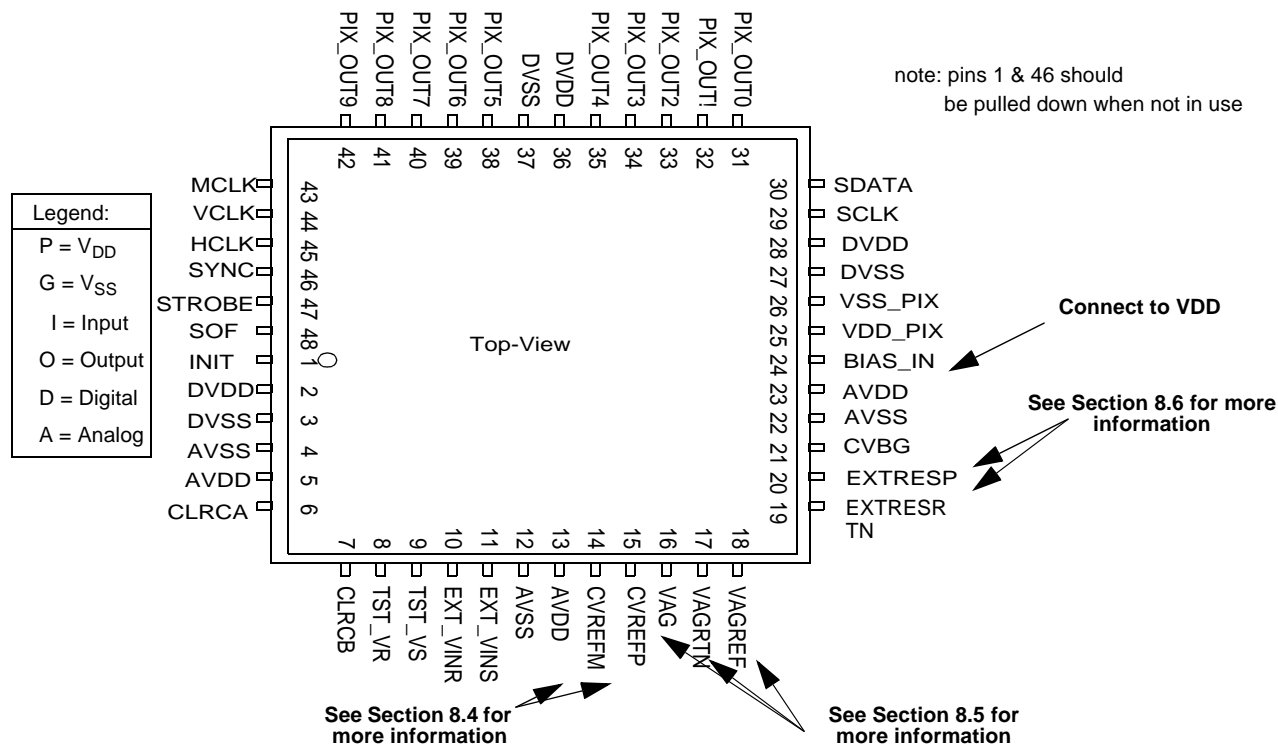 PIX_OUT9
PIX_OUT8
PIX_OUT7
PIX_OUT6
PIX_OUT5
DVSS
DVDD
PIX_OUT4
PIX_OUT3
PIX_OUT2
PIX_OUT!
PIX_OUT0
note: pins 1 & 46 should
be pulled down when not in use
42 41 40 39 38 37 36 35 34 33 32 31
Legend:
P = VDD
G = VSS
I = Input
O = Output
D = Digital
A = Analog
MCLK 43
VCLK 44
HCLK 45
SYNC 46
STROBE 47
SOF 48
INIT 1
DVDD 2
DVSS 3
AVSS 4
AVDD 5
CLRCA 6
Top-View
30 SDATA
29 SCLK
28 DVDD
27 DVSS
26 VSS_PIX
25 VDD_PIX
24 BIAS_IN
23 AVDD
22 AVSS
21 CVBG
20 EXTRESP
19 EXTRESR
TN
Connect to VDD
See Section 8.6 for more
information
7 8 9 10 11 12 13 14 15 16 17 18
CLRCB
TST_VR
TST_VS
EXT_VINR
EXT_VINS
AVSS
AVDD
CVREFM
CVREFP
VAG
VAGRTN
VAGREF
See Section 8.4 for
more information
See Section 8.5 for
more information